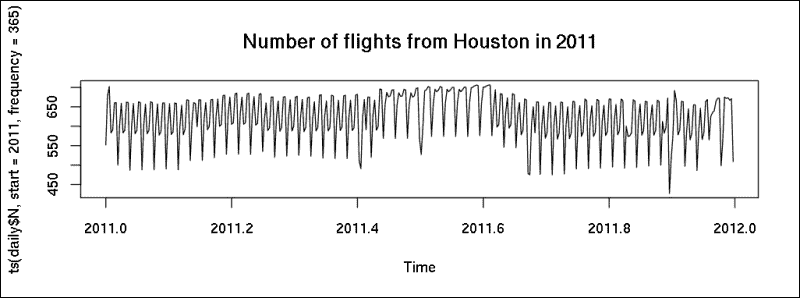 Number of flights from Houston in 2011
ts(daily$N, start = 2011, frequency = 365)
650
550
450
2011.0 2011.2 2011.4 2011.6 2011.8 2012.0
Time